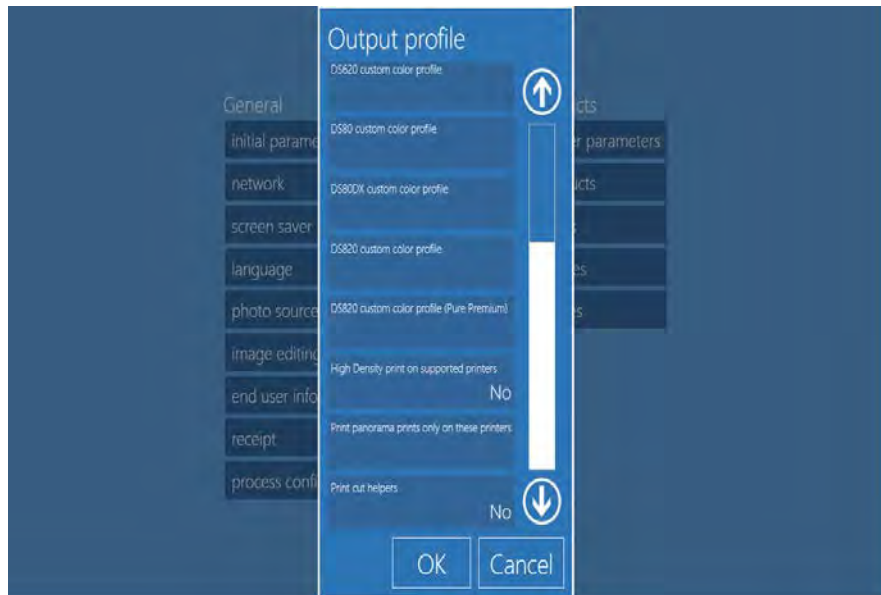 Output profile
DS620 custom color profile
DS80 custom color profile
DS80DX custom color profile
DS820 custom color profile
DS820 custom color profile (Pure Premium)
High Density print on supported printers
No
Print panorama prints only on these printers
Print cut helpers
No
OK
Cancel
General
initial parame
network
screen saver
language
photo source
image editing
end user info
receipt
process confi
cts
r parameters
ucts
s
es
es